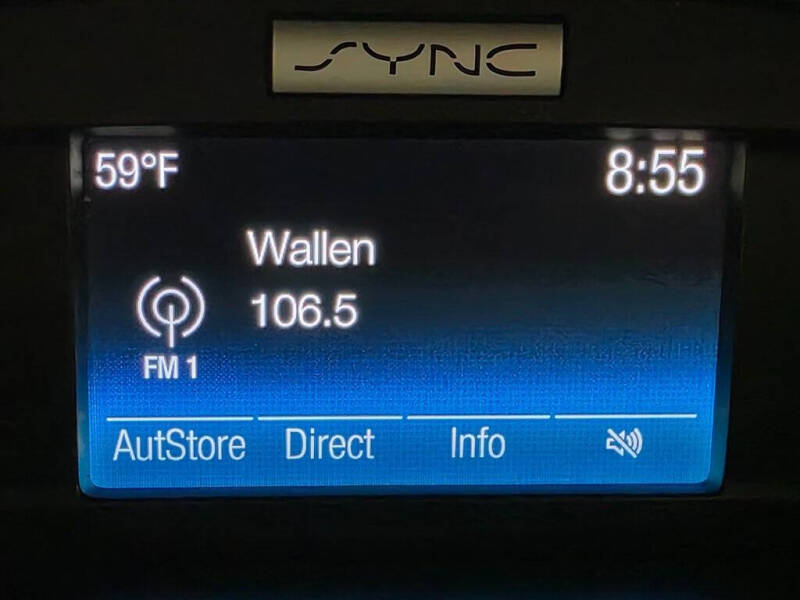 SYNC
59°F 8:55
Wallen
106.5
FM 1
AutStore Direct Info